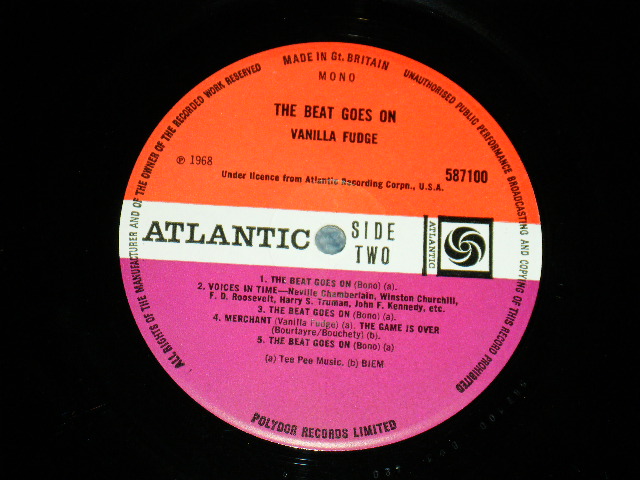 MADE IN Gt. BRITAIN
ALL RIGHTS OF THE MANUFACTURER AND OF THE OWNER OF THE RECORDED WORK RESERVED
UNAUTHORISED PUBLIC PERFORMANCE BROADCASTING AND COPYING OF THIS RECORD PROHIBITED
MONO
THE BEAT GOES ON
VANILLA FUDGE
℗ 1968
587100
Under licence from Atlantic Recording Corpn., U.S.A.
ATLANTIC
SIDE
TWO
ATLANTIC
1. THE BEAT GOES ON (Bono) (a).
2. VOICES IN TIME—Neville Chamberlain, Winston Churchill,
F. D. Roosevelt, Harry S. Truman, John F. Kennedy, etc.
3. THE BEAT GOES ON (Bono) (a).
4. MERCHANT (Vanilla Fudge) (a). THE GAME IS OVER
(Bourtayre/Bouchety) (b).
5. THE BEAT GOES ON (Bono) (a)
(a) Tee Pee Music. (b) BIEM
POLYDOR RECORDS LIMITED